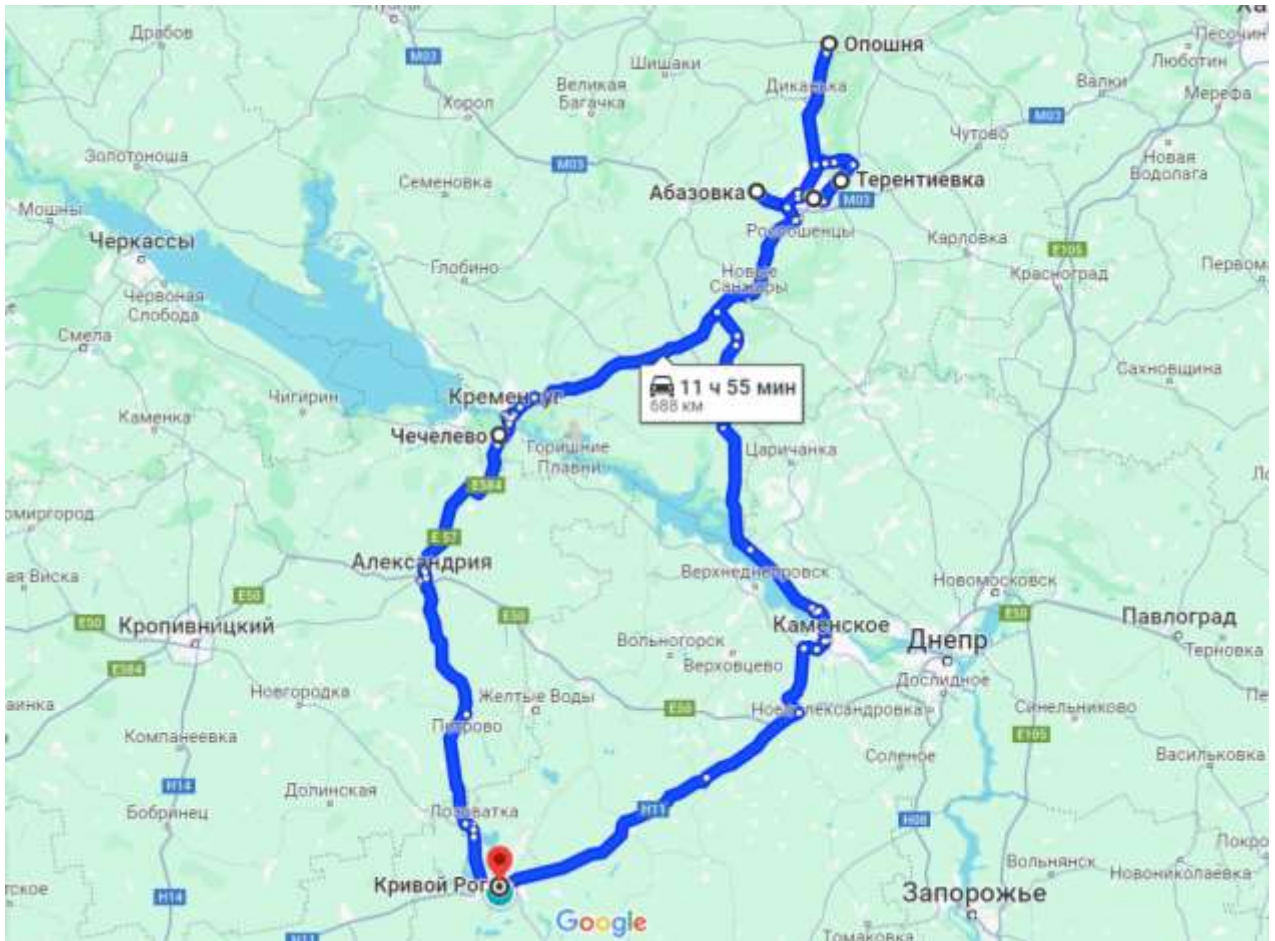 Драбов
M03
Шишаки
Опошня
Песочин
Люботин
Великая
Багачка
Диканька
Валки
Мерефа
Хорол
M03
Чутово
Золотоноша
M03
Новая
Водолага
Семеновка
Абазовка
Терентиевка
M03
Мошны
Черкассы
Карловка
E105
Глобино
Новые
Санжары
Красноград
Червоная
Слобода
Смела
11 ч 55 мин
688 км
Сахновщина
Чигирин
Кременчуг
Каменка
Чечелево
Горишние
Плавни
Царичанка
E584
E 57
Александрия
Верхнеднепровск
Новомосковск
E50
E50
E50
E50
Кропивницкий
Вольногорск
Каменское
Павлоград
Верховцево
Днепр
Терновка
E584
Дослидное
Новгородка
Желтые Воды
E50
Новоалександровка
Синельниково
Петрово
Компанеевка
E105
Соленое
Васильковка
H14
Долинская
Бобринец
Лозоватка
H11
H08
Вольнянск
Новониколаевка
Кривой Рог
H14
Запорожье
Google
H11
Томаковка